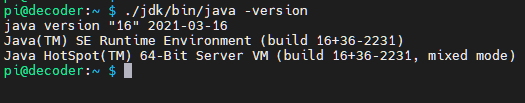 pi@decoder:~ $ ./jdk/bin/java -version
java version "16" 2021-03-16
Java(TM) SE Runtime Environment (build 16+36-2231)
Java HotSpot(TM) 64-Bit Server VM (build 16+36-2231, mixed mode)
pi@decoder:~ $